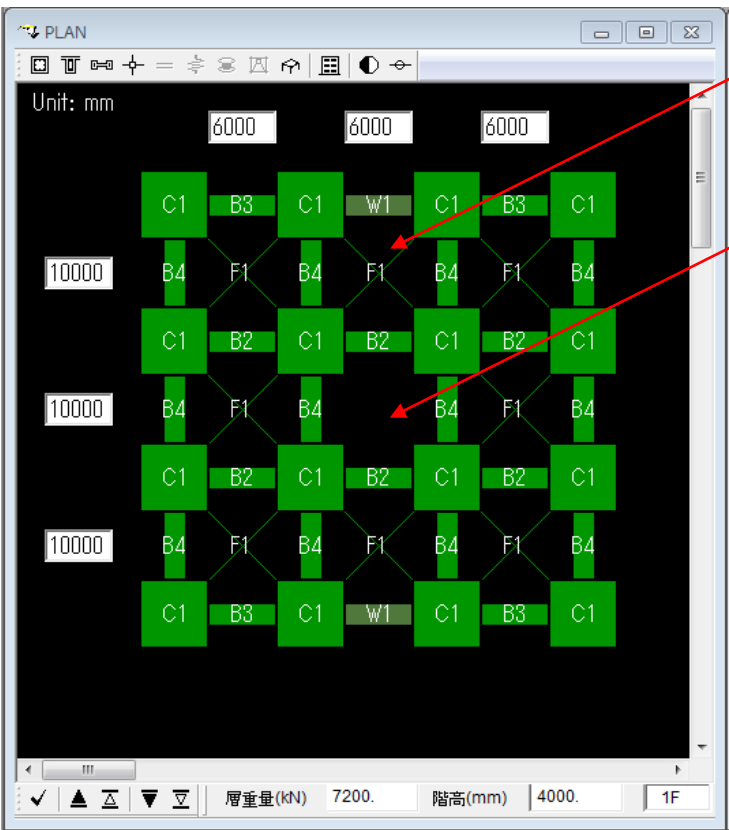 PLAN
Unit: mm
6000 6000 6000
C1 B3 C1 W1 C1 B3 C1
10000 B4 F1 B4 F1 B4 F1 B4
C1 B2 C1 B2 C1 B2 C1
10000 B4 F1 B4 B4 F1 B4
C1 B2 C1 B2 C1 B2 C1
10000 B4 F1 B4 F1 B4 F1 B4
C1 B3 C1 W1 C1 B3 C1
層重量(kN) 7200. 階高(mm) 4000. 1F